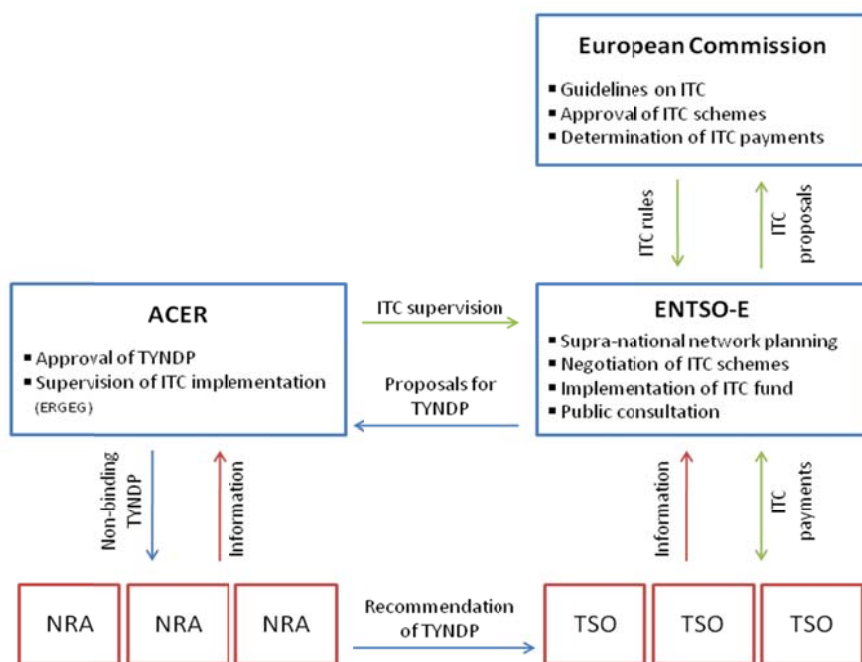 European Commission
▪ Guidelines on ITC
▪ Approval of ITC schemes
▪ Determination of ITC payments
ITC rules
ITC
proposals
ACER
▪ Approval of TYNDP
▪ Supervision of ITC implementation
(ERGEG)
ITC supervision
Proposals for
TYNDP
ENTSO-E
▪ Supra-national network planning
▪ Negotiation of ITC schemes
▪ Implementation of ITC fund
▪ Public consultation
Non-binding
TYNDP
Information
Information
ITC
payments
NRA
NRA
NRA
Recommendation
of TYNDP
TSO
TSO
TSO